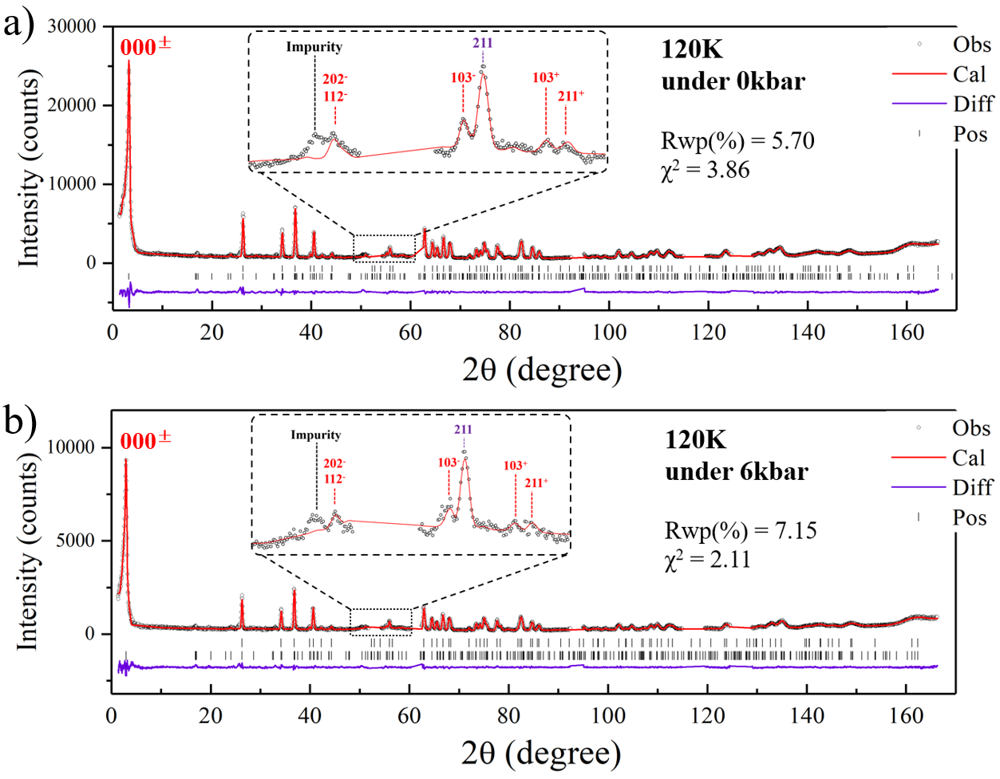 a)
30000
20000
10000
0
Intensity (counts)
000±
Impurity
202-
112-
103-
211
103+
211+
120K
under 0kbar
Rwp(%) = 5.70
χ² = 3.86
Obs
Cal
Diff
Pos
0 20 40 60 80 100 120 140 160
2θ (degree)
b)
10000
5000
0
Intensity (counts)
000±
Impurity
202-
112-
103-
211
103+
211+
120K
under 6kbar
Rwp(%) = 7.15
χ² = 2.11
Obs
Cal
Diff
Pos
0 20 40 60 80 100 120 140 160
2θ (degree)